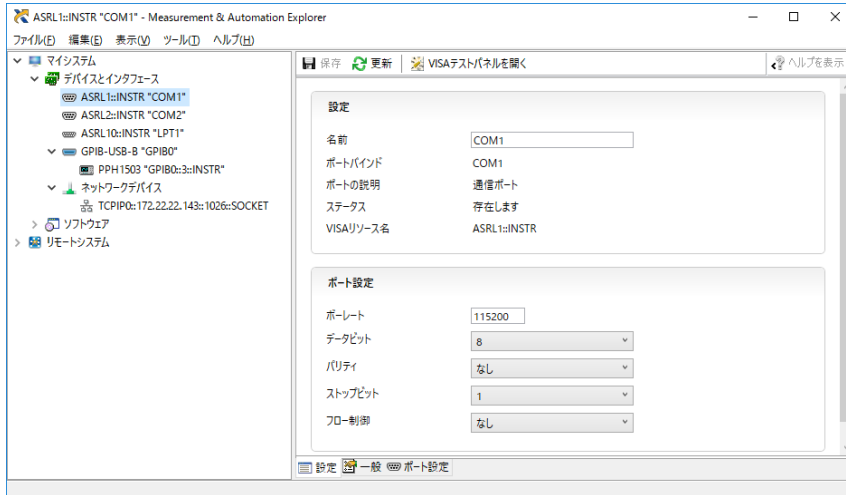 ASRL1::INSTR "COM1" - Measurement & Automation Explorer
ファイル(F) 編集(E) 表示(V) ツール(T) ヘルプ(H)
マイシステム
デバイスとインタフェース
ASRL1::INSTR "COM1"
ASRL2::INSTR "COM2"
ASRL10::INSTR "LPT1"
GPIB-USB-B "GPIB0"
PPH1503 "GPIB0::3::INSTR"
ネットワークデバイス
TCPIP0::172.22.22.143::1026::SOCKET
ソフトウェア
リモートシステム
保存 更新 VISAテストパネルを開く ヘルプを表示
設定
名前 COM1
ポートバインド COM1
ポートの説明 通信ポート
ステータス 存在します
VISAリソース名 ASRL1::INSTR
ポート設定
ボーレート 115200
データビット 8
パリティ なし
ストップビット 1
フロー制御 なし
設定 一般 ポート設定